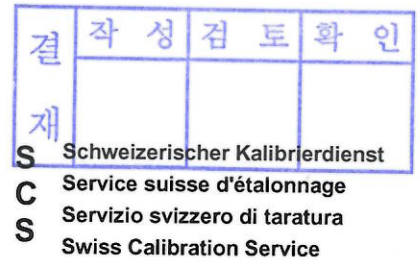 결재 작성 검토 확인
S Schweizerischer Kalibrierdienst
C Service suisse d'étalonnage
Servizio svizzero di taratura
S Swiss Calibration Service